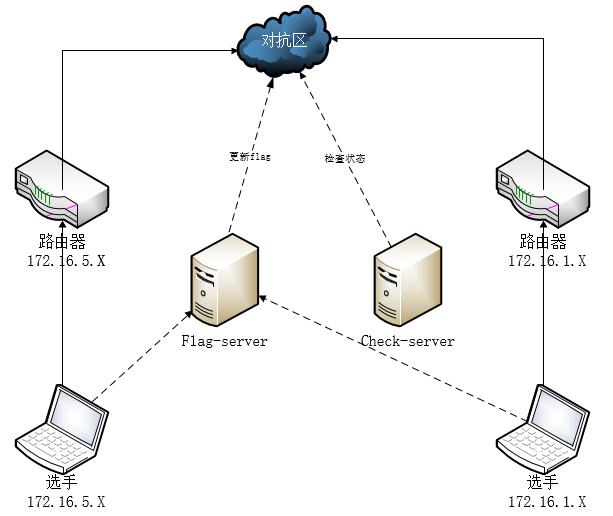 对抗区
更新flag
检查状态
路由器
172.16.5.X
路由器
172.16.1.X
Flag-server
Check-server
选手
172.16.5.X
选手
172.16.1.X